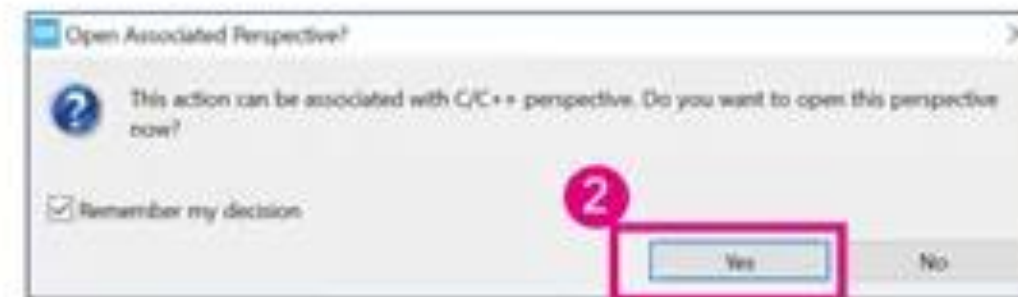 Open Associated Perspective?
This action can be associated with C/C++ perspective. Do you want to open this perspective
now?
Remember my decision
2
Yes
No